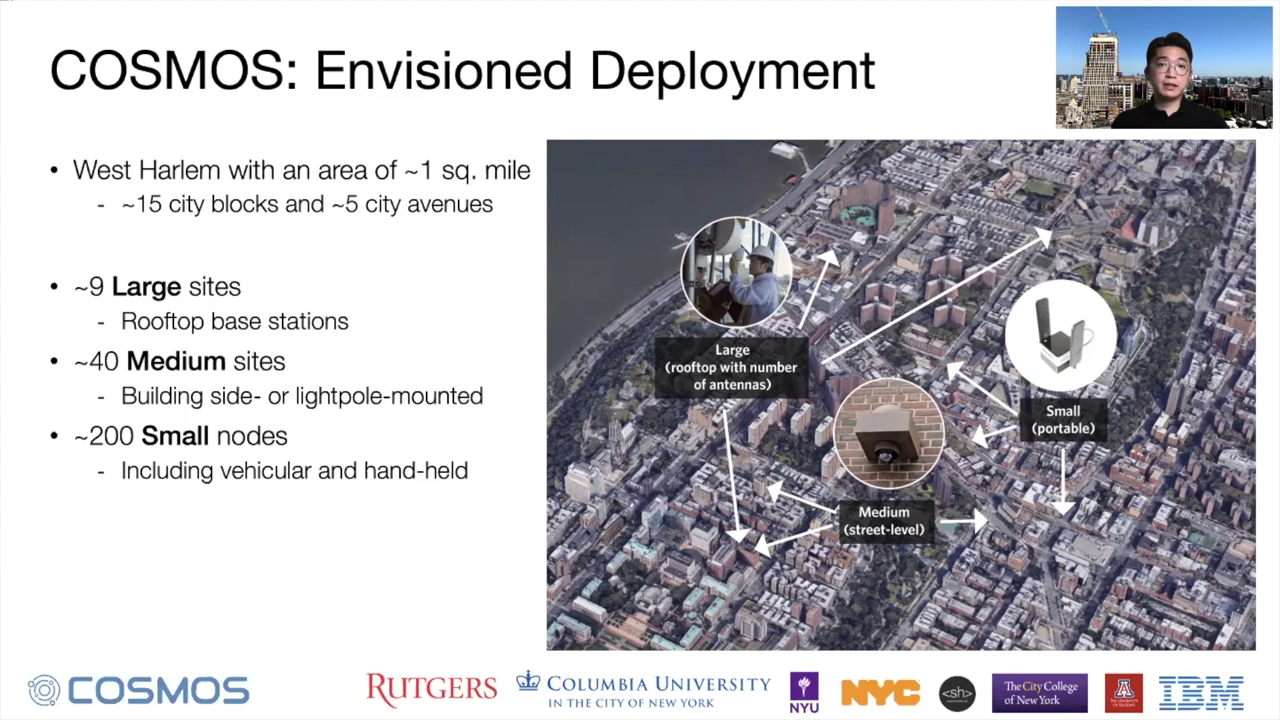 COSMOS: Envisioned Deployment
• West Harlem with an area of ~1 sq. mile
- ~15 city blocks and ~5 city avenues
• ~9 Large sites
- Rooftop base stations
• ~40 Medium sites
- Building side- or lightpole-mounted
• ~200 Small nodes
- Including vehicular and hand-held
Large
(rooftop with number
of antennas)
Small
(portable)
Medium
(street-level)
COSMOS
RUTGERS
COLUMBIA UNIVERSITY
IN THE CITY OF NEW YORK
NYU
NYC
<sh>
The City College
of New York
A
IBM